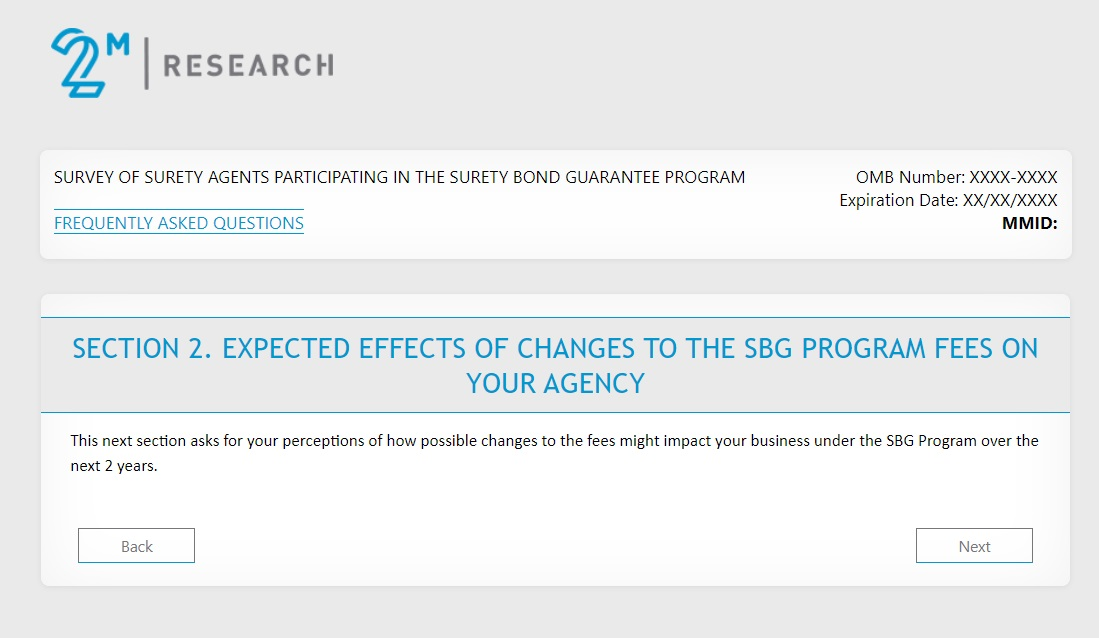 2M | RESEARCH
SURVEY OF SURETY AGENTS PARTICIPATING IN THE SURETY BOND GUARANTEE PROGRAM
OMB Number: XXXX-XXXX
Expiration Date: XX/XX/XXXX
FREQUENTLY ASKED QUESTIONS
MMID:
SECTION 2. EXPECTED EFFECTS OF CHANGES TO THE SBG PROGRAM FEES ON
YOUR AGENCY
This next section asks for your perceptions of how possible changes to the fees might impact your business under the SBG Program over the
next 2 years.
Back
Next